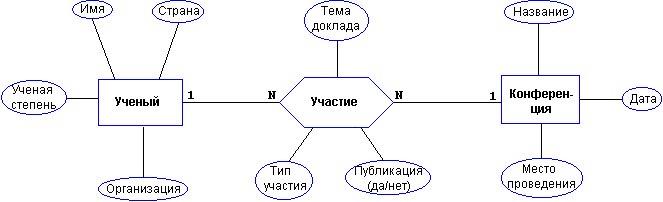 Имя
Страна
Тема
доклада
Название
Ученая
степень
Ученый
1
N
Участие
N
1
Конферен-
ция
Дата
Организация
Тип
участия
Публикация
(да/нет)
Место
проведения